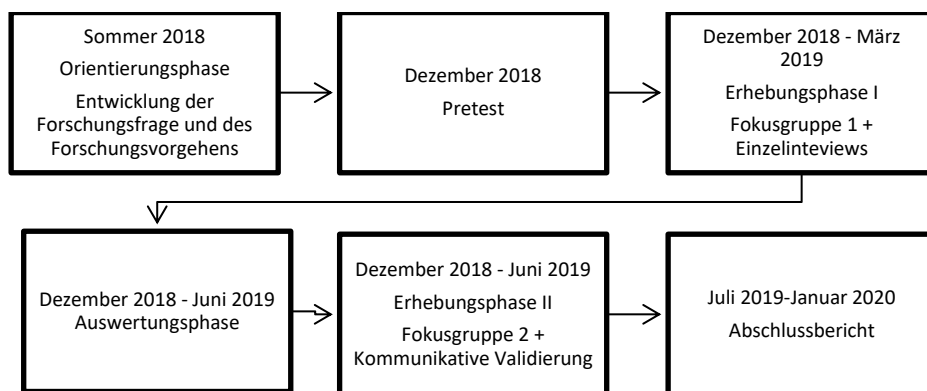 Sommer 2018
Orientierungsphase
Entwicklung der
Forschungsfrage und des
Forschungsvorgehens
Dezember 2018
Pretest
Dezember 2018 - März
2019
Erhebungsphase I
Fokusgruppe 1 +
Einzelinteviews
Dezember 2018 - Juni 2019
Auswertungsphase
Dezember 2018 - Juni 2019
Erhebungsphase II
Fokusgruppe 2 +
Kommunikative Validierung
Juli 2019-Januar 2020
Abschlussbericht